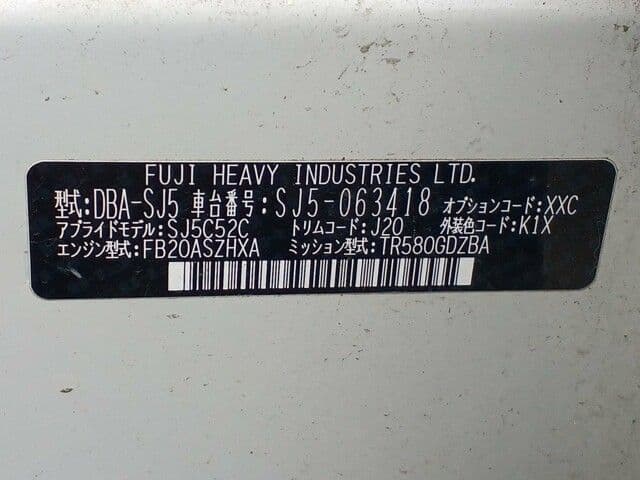 FUJI HEAVY INDUSTRIES LTD.
型式:DBA-SJ5 車台番号:SJ5-063418 オプションコード:XXC
アプライドモデル:SJ5C52C トリムコード:J20 外装色コード:K1X
エンジン型式:FB20ASZHXA ミッション型式:TR580GDZBA